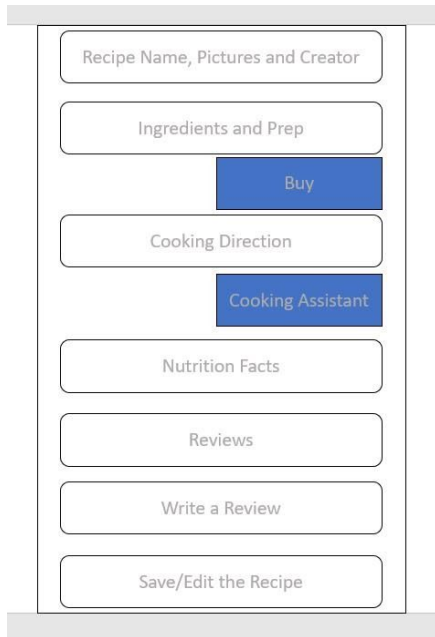 Recipe Name, Pictures and Creator
Ingredients and Prep
Buy
Cooking Direction
Cooking Assistant
Nutrition Facts
Reviews
Write a Review
Save/Edit the Recipe